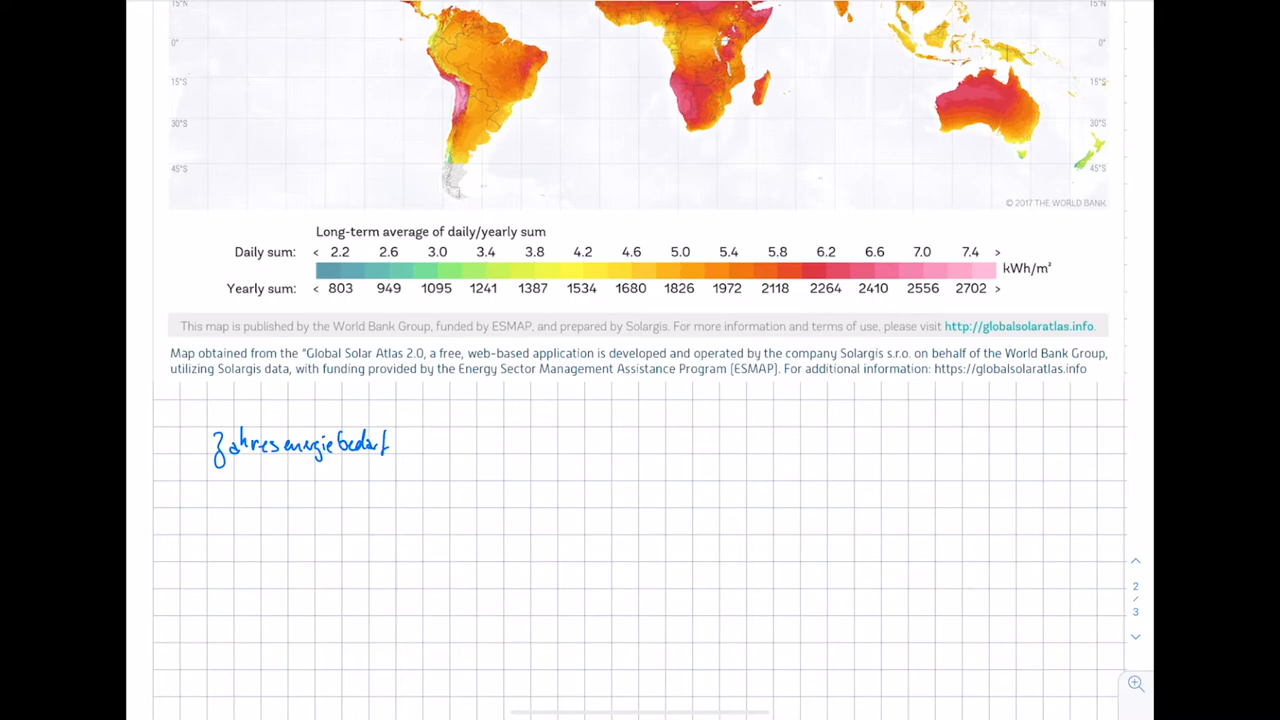 15°N
15°N
0°
0°
15°S
15°S
30°S
30°S
45°S
45°S
© 2017 THE WORLD BANK
Long-term average of daily/yearly sum
Daily sum: < 2.2 2.6 3.0 3.4 3.8 4.2 4.6 5.0 5.4 5.8 6.2 6.6 7.0 7.4 >
kWh/m²
Yearly sum: < 803 949 1095 1241 1387 1534 1680 1826 1972 2118 2264 2410 2556 2702 >
This map is published by the World Bank Group, funded by ESMAP, and prepared by Solargis. For more information and terms of use, please visit http://globalsolaratlas.info.
Map obtained from the "Global Solar Atlas 2.0, a free, web-based application is developed and operated by the company Solargis s.r.o. on behalf of the World Bank Group,
utilizing Solargis data, with funding provided by the Energy Sector Management Assistance Program (ESMAP). For additional information: https://globalsolaratlas.info
Jahresenergiebedarf
2
/
3